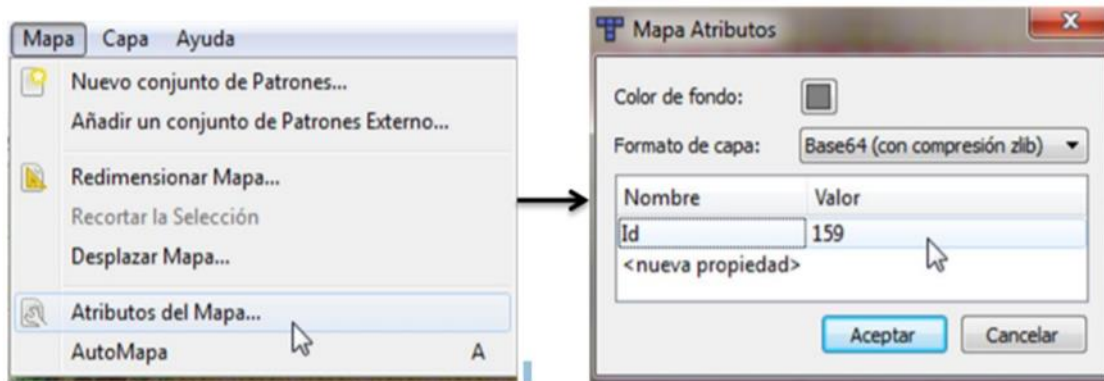 Mapa Capa Ayuda
Nuevo conjunto de Patrones...
Añadir un conjunto de Patrones Externo...
Redimensionar Mapa...
Recortar la Selección
Desplazar Mapa...
Atributos del Mapa...
AutoMapa A
Mapa Atributos
Color de fondo:
Formato de capa: Base64 (con compresión zlib)
Nombre Valor
Id 159
<nueva propiedad>
Aceptar Cancelar